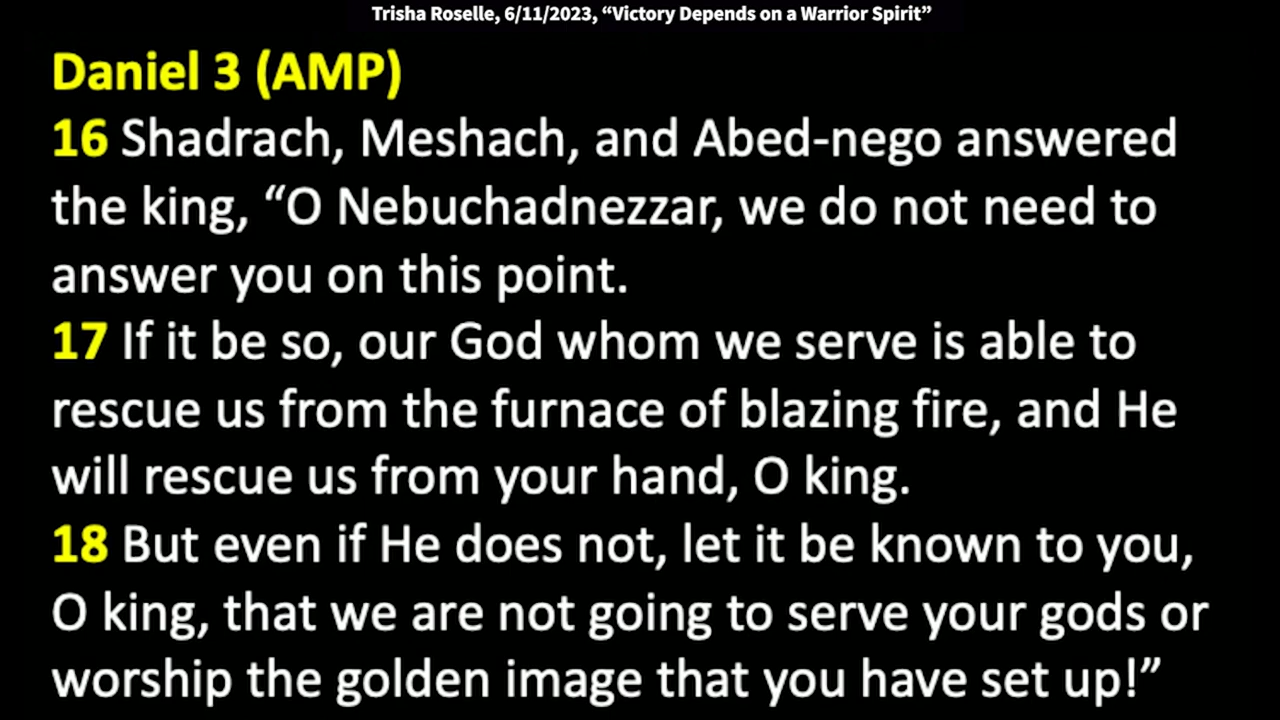 Trisha Roselle, 6/11/2023, “Victory Depends on a Warrior Spirit”
Daniel 3 (AMP)
16 Shadrach, Meshach, and Abed-nego answered
the king, “O Nebuchadnezzar, we do not need to
answer you on this point.
17 If it be so, our God whom we serve is able to
rescue us from the furnace of blazing fire, and He
will rescue us from your hand, O king.
18 But even if He does not, let it be known to you,
O king, that we are not going to serve your gods or
worship the golden image that you have set up!”